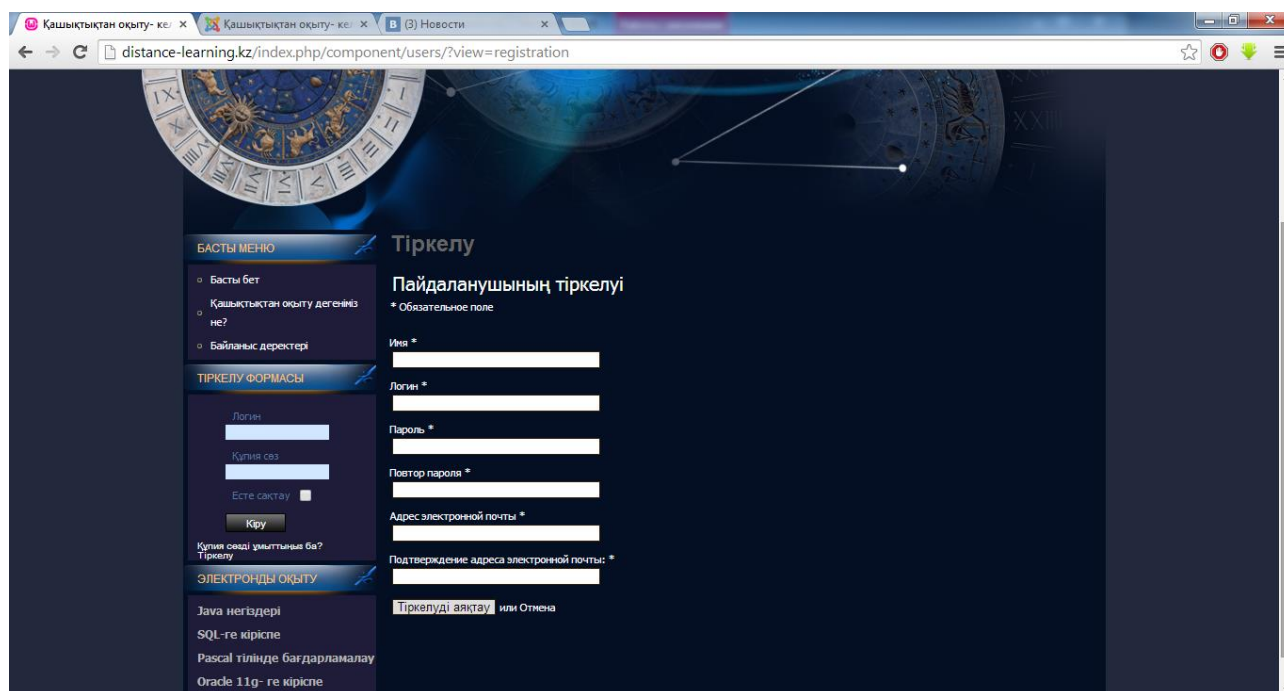 Қашықтықтан оқыту- ке
Қашықтықтан оқыту- ке
(3) Новости
distance-learning.kz/index.php/component/users/?view=registration
БАСТЫ МЕНЮ
Басты бет
Қашықтықтан оқыту дегеніміз
не?
Байланыс деректері
ТІРКЕЛУ ФОРМАСЫ
Логин
Құпия сөз
Есте сақтау
Кіру
Құпия сөзді ұмыттыңыз ба?
Тіркелу
ЭЛЕКТРОНДЫ ОҚЫТУ
Java негіздері
SQL-ге кіріспе
Pascal тілінде бағдарламалау
Oracle 11g- ге кіріспе
Тіркелу
Пайдаланушының тіркелуі
* Обязательное поле
Имя *
Логин *
Пароль *
Повтор пароля *
Адрес электронной почты *
Подтверждение адреса электронной почты: *
Тіркелуді аяқтау или Отмена